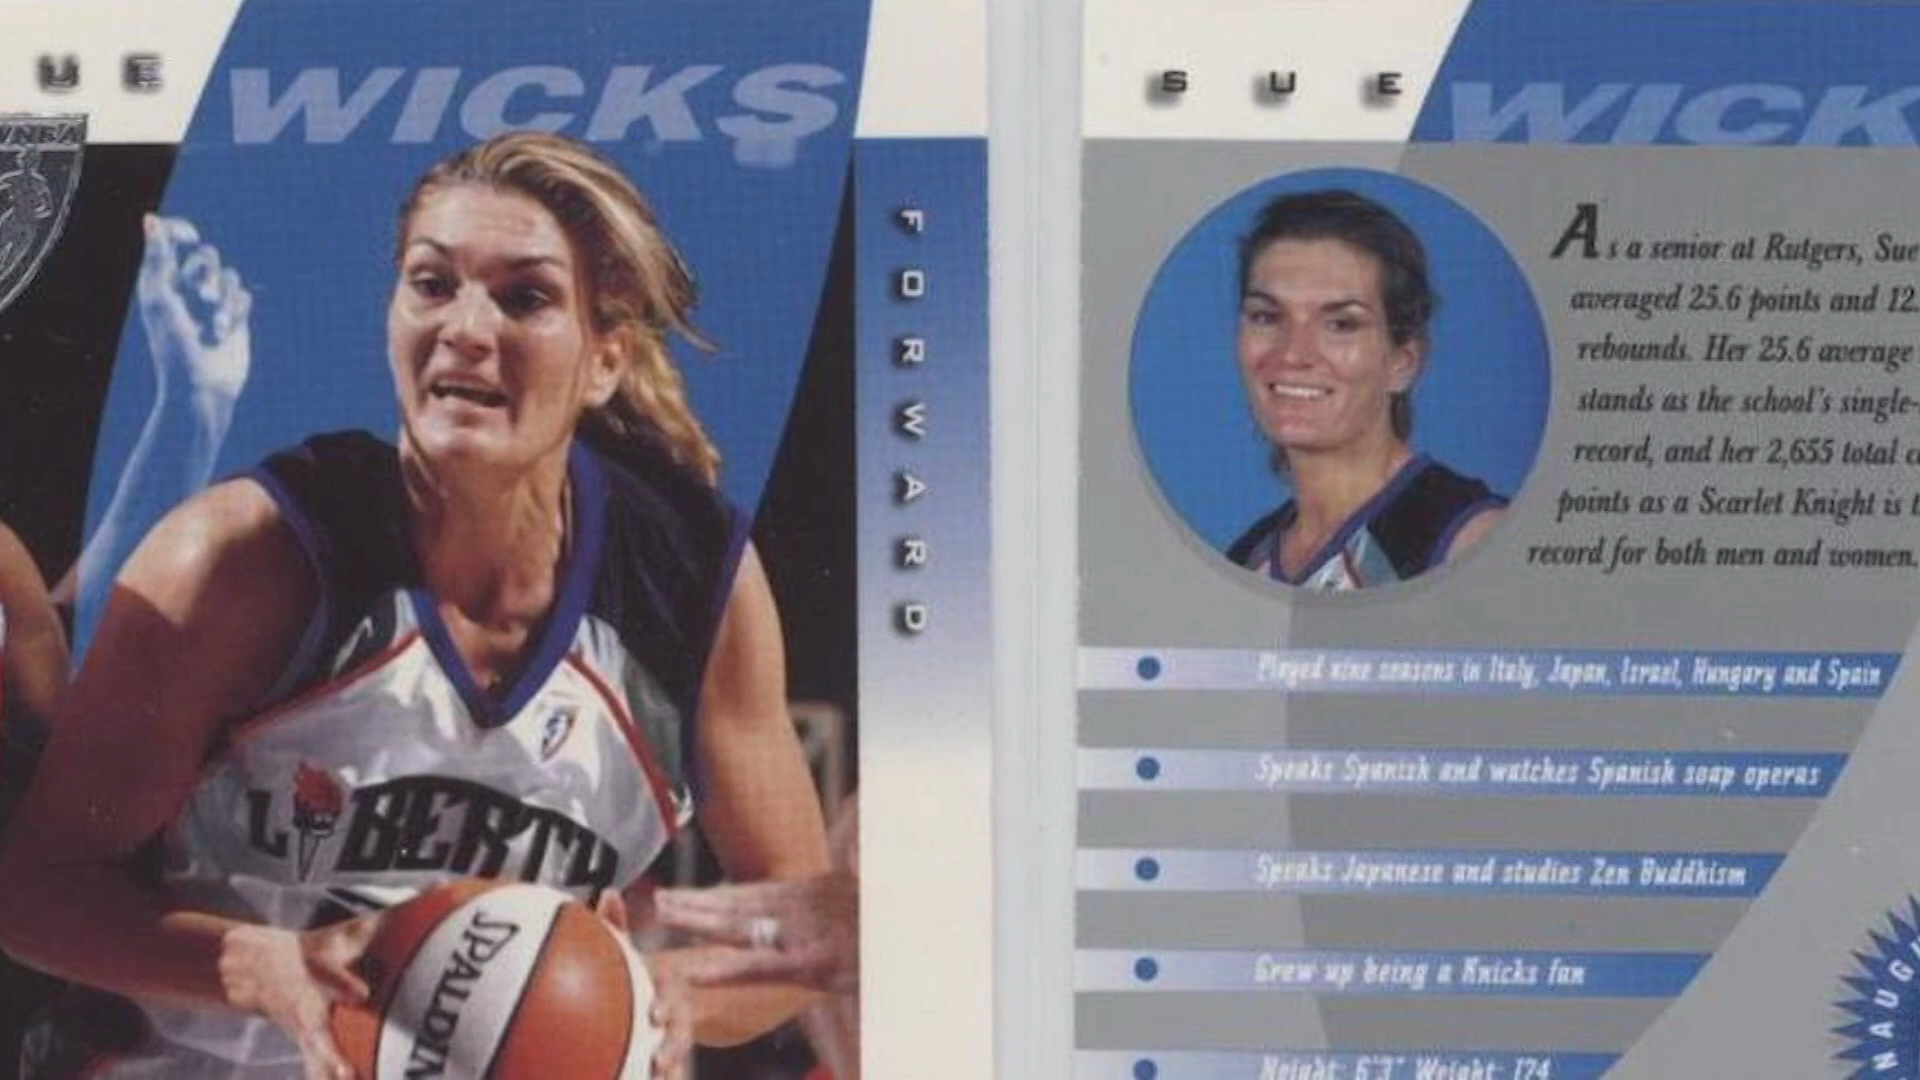 UE
WICKS
WNBA
FORWARD
LIBERTY
SPALDIN
SUE
WICK
As a senior at Rutgers, Sue
averaged 25.6 points and 12.
rebounds. Her 25.6 average
stands as the school's single-
record, and her 2,655 total c
points as a Scarlet Knight is t
record for both men and women.
Played nine seasons in Italy, Japan, Israel, Hungary and Spain
Speaks Spanish and watches Spanish soap operas
Speaks Japanese and studies Zen Buddhism
Grew up being a Knicks fan
Height: 6'3" Weight: 174
NAUG